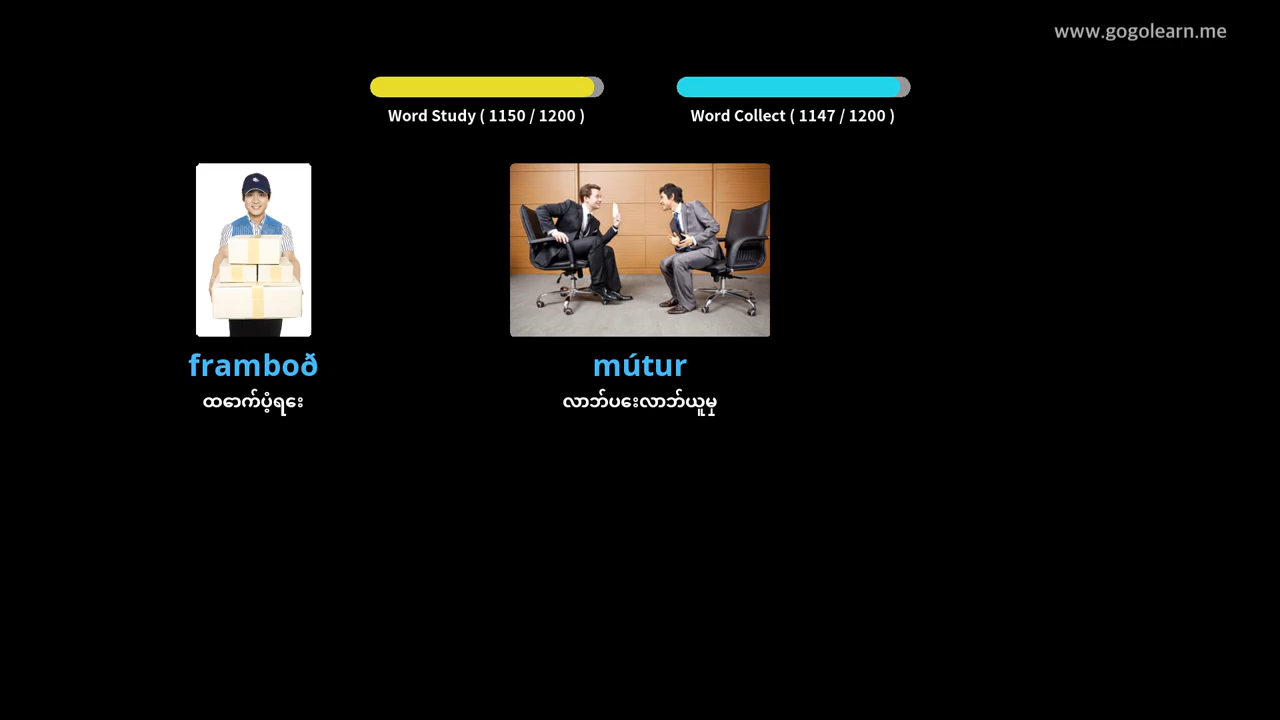 www.gogolearn.me
Word Study ( 1150 / 1200 )
Word Collect ( 1147 / 1200 )
framboð
mútur
ထောက်ပံ့ရေး
လာဘ်ပေးလာဘ်ယူမှု